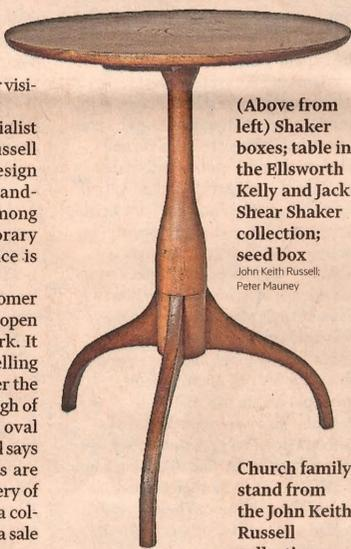 visi-
ialist
ussell
esign
and-
mong
orary
ce is
omer
open
rk. It
elling
er the
gh of
oval
l says
s are
ery of
a col-
a sale
(Above from
left) Shaker
boxes; table in
the Ellsworth
Kelly and Jack
Shear Shaker
collection;
seed box
John Keith Russell;
Peter Mauney
Church family
stand from
the John Keith
Russell